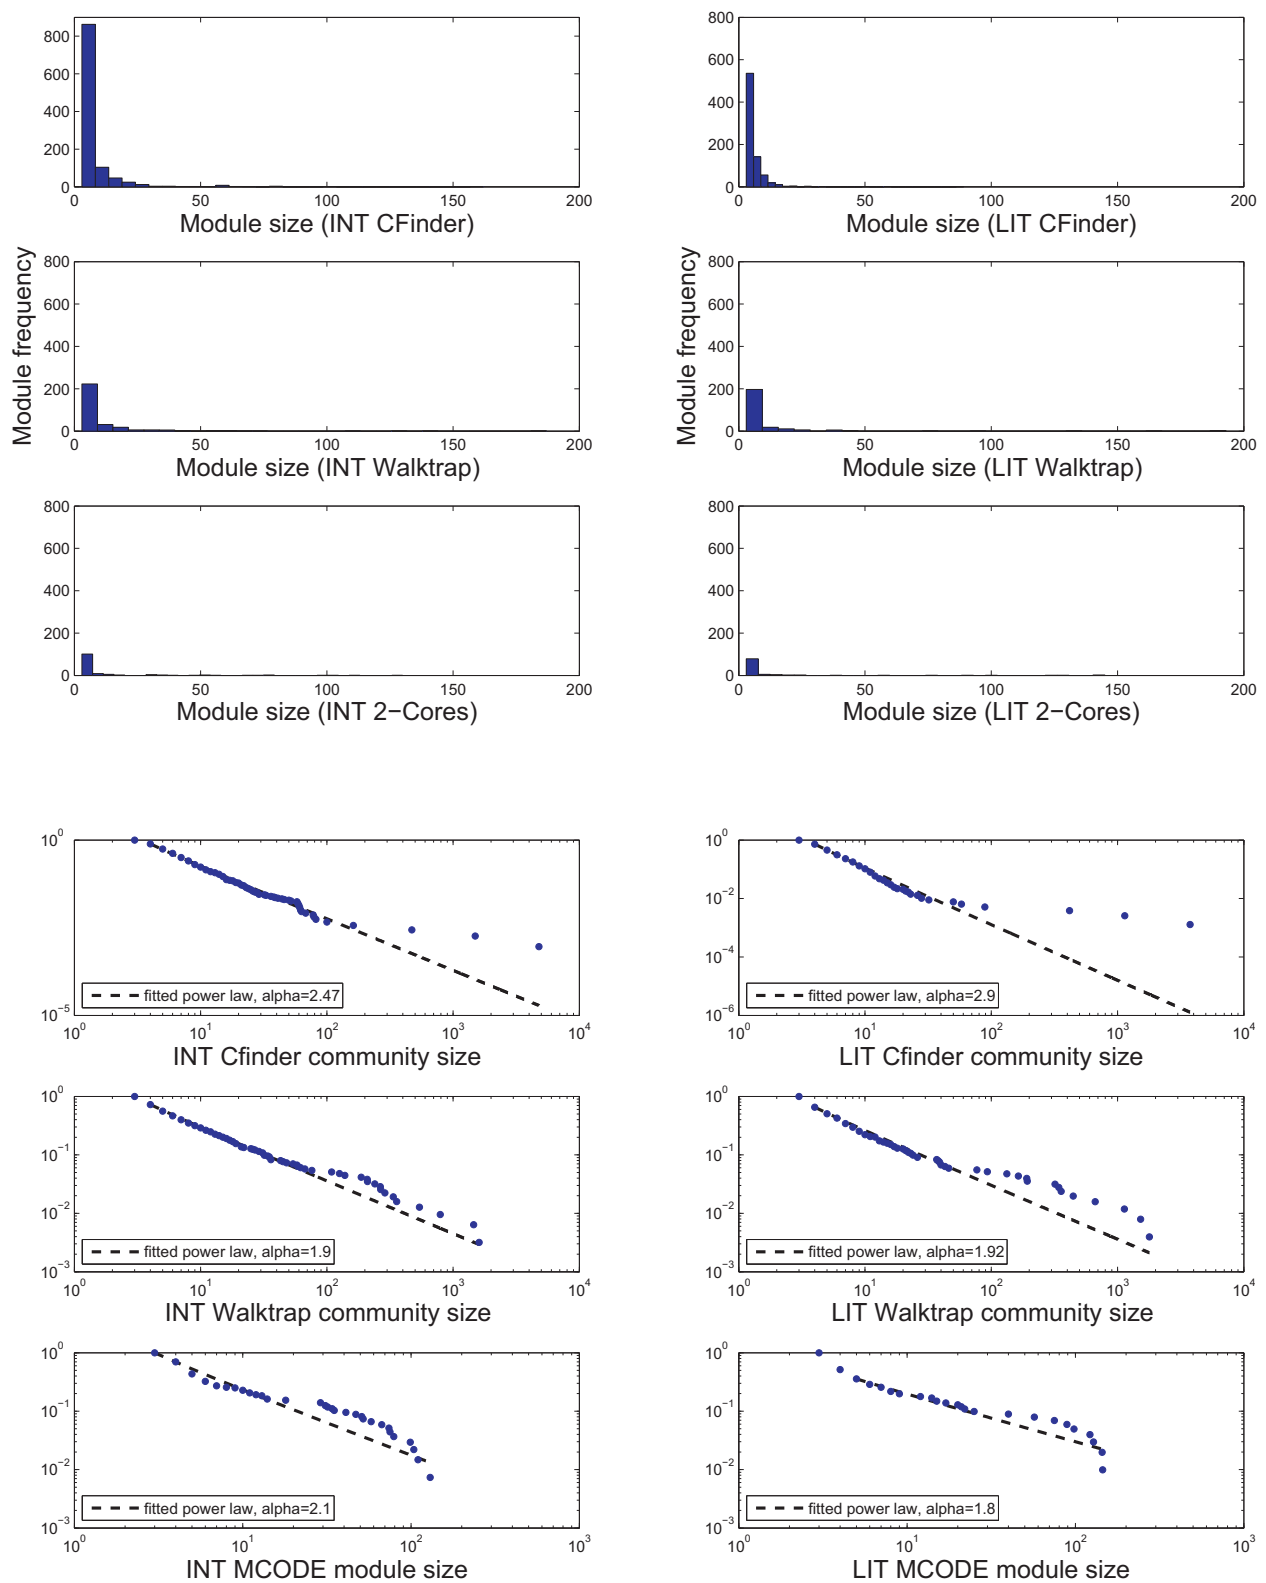 800
600
400
200
0
0 50 100 150 200
Module size (INT CFinder)
800
600
400
200
0
0 50 100 150 200
Module size (LIT CFinder)
Module frequency
800
600
400
200
0
0 50 100 150 200
Module size (INT Walktrap)
Module frequency
800
600
400
200
0
0 50 100 150 200
Module size (LIT Walktrap)
800
600
400
200
0
0 50 100 150 200
Module size (INT 2−Cores)
800
600
400
200
0
0 50 100 150 200
Module size (LIT 2−Cores)
10^0
10^−5
fitted power law, alpha=2.47
10^0 10^1 10^2 10^3 10^4
INT Cfinder community size
10^0
10^−2
10^−4
10^−6
fitted power law, alpha=2.9
10^0 10^1 10^2 10^3 10^4
LIT Cfinder community size
10^0
10^−1
10^−2
10^−3
fitted power law, alpha=1.9
10^0 10^1 10^2 10^3 10^4
INT Walktrap community size
10^0
10^−1
10^−2
10^−3
fitted power law, alpha=1.92
10^0 10^1 10^2 10^3 10^4
LIT Walktrap community size
10^0
10^−1
10^−2
10^−3
fitted power law, alpha=2.1
10^0 10^1 10^2 10^3
INT MCODE module size
10^0
10^−1
10^−2
10^−3
fitted power law, alpha=1.8
10^0 10^1 10^2 10^3
LIT MCODE module size